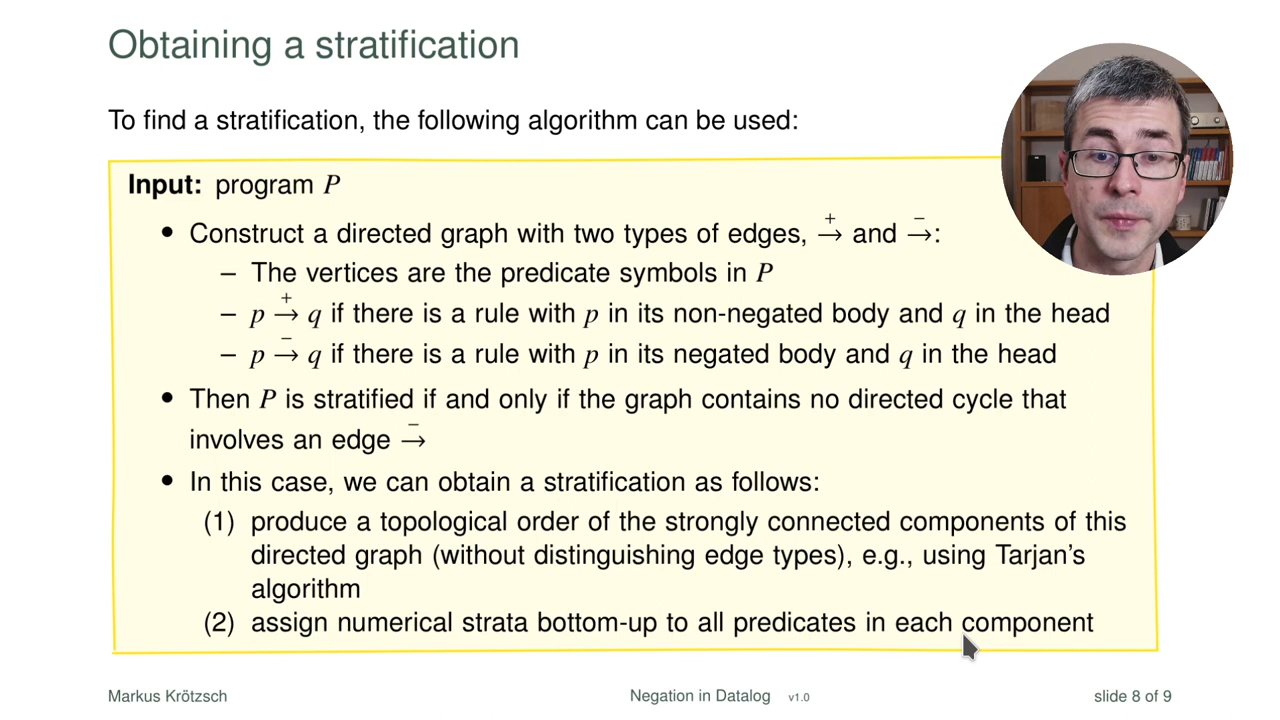 Obtaining a stratification
To find a stratification, the following algorithm can be used:
Input: program P
• Construct a directed graph with two types of edges, →⁺ and →⁻:
– The vertices are the predicate symbols in P
– p →⁺ q if there is a rule with p in its non-negated body and q in the head
– p →⁻ q if there is a rule with p in its negated body and q in the head
• Then P is stratified if and only if the graph contains no directed cycle that
involves an edge →⁻
• In this case, we can obtain a stratification as follows:
(1) produce a topological order of the strongly connected components of this
directed graph (without distinguishing edge types), e.g., using Tarjan's
algorithm
(2) assign numerical strata bottom-up to all predicates in each component
Markus Krötzsch Negation in Datalog v1.0 slide 8 of 9